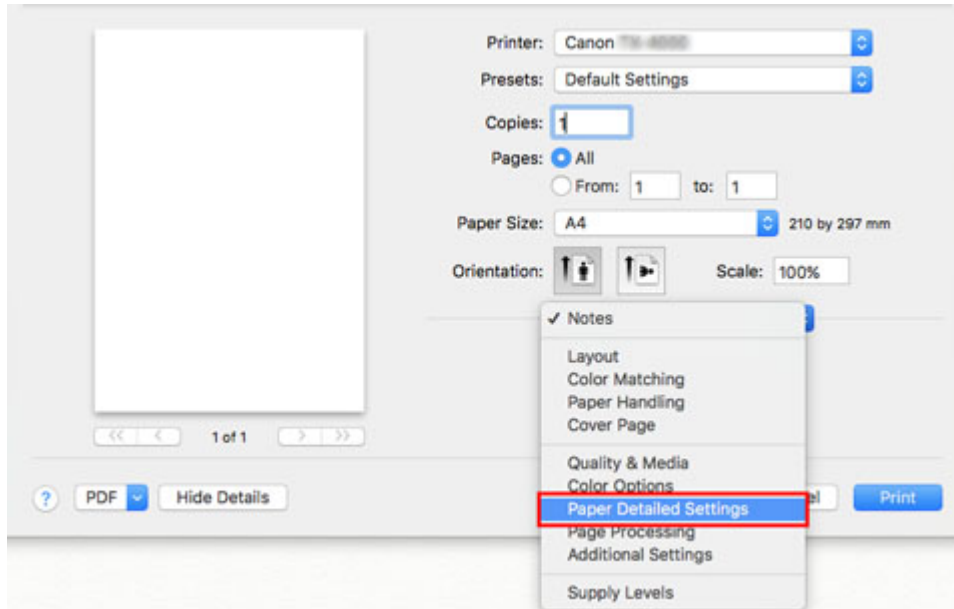 Printer: Canon
Presets: Default Settings
Copies: 1
Pages: All
From: 1 to: 1
Paper Size: A4 210 by 297 mm
Orientation: Scale: 100%
✓ Notes
Layout
Color Matching
Paper Handling
Cover Page
<< < 1 of 1 > >>
Quality & Media
Color Options
? PDF Hide Details Print
Paper Detailed Settings
Page Processing
Additional Settings
Supply Levels